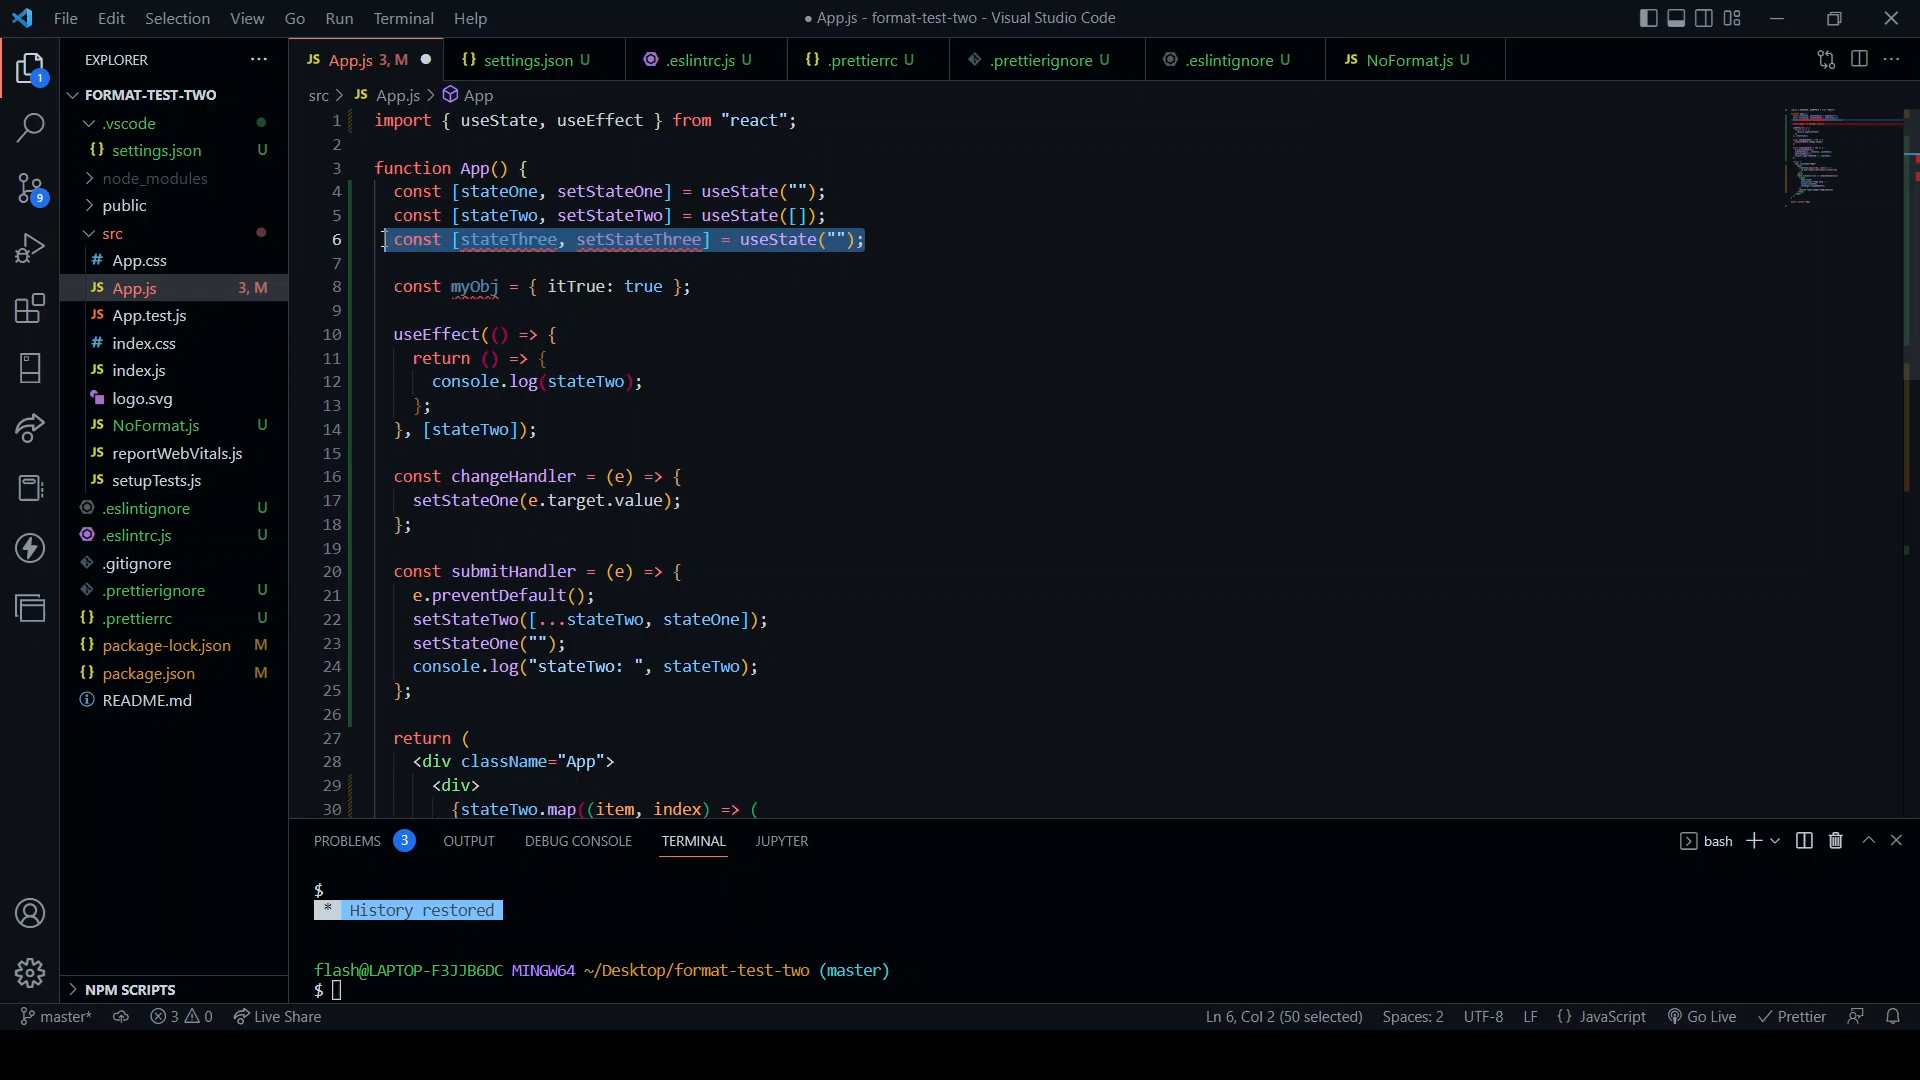 File Edit Selection View Go Run Terminal Help
● App.js - format-test-two - Visual Studio Code
EXPLORER ···
JS App.js 3, M ●
{} settings.json U
.eslintrc.js U
{} .prettierrc U
.prettierignore U
.eslintignore U
JS NoFormat.js U
1
9
FORMAT-TEST-TWO
.vscode
{} settings.json U
node_modules
public
src
# App.css
JS App.js 3, M
JS App.test.js
# index.css
JS index.js
logo.svg
JS NoFormat.js U
JS reportWebVitals.js
JS setupTests.js
.eslintignore U
.eslintrc.js U
.gitignore
.prettierignore U
{} .prettierrc U
{} package-lock.json M
{} package.json M
README.md
NPM SCRIPTS
src > JS App.js > App
1 import { useState, useEffect } from "react";
2
3 function App() {
4 const [stateOne, setStateOne] = useState("");
5 const [stateTwo, setStateTwo] = useState([]);
6 const [stateThree, setStateThree] = useState("");
7
8 const myObj = { itTrue: true };
9
10 useEffect(() => {
11 return () => {
12 console.log(stateTwo);
13 };
14 }, [stateTwo]);
15
16 const changeHandler = (e) => {
17 setStateOne(e.target.value);
18 };
19
20 const submitHandler = (e) => {
21 e.preventDefault();
22 setStateTwo([...stateTwo, stateOne]);
23 setStateOne("");
24 console.log("stateTwo: ", stateTwo);
25 };
26
27 return (
28 <div className="App">
29 <div>
30 {stateTwo.map((item, index) => (
PROBLEMS 3 OUTPUT DEBUG CONSOLE TERMINAL JUPYTER
bash
$
* History restored
flash@LAPTOP-F3JJB6DC MINGW64 ~/Desktop/format-test-two (master)
$
master* 3 0 Live Share
Ln 6, Col 2 (50 selected) Spaces: 2 UTF-8 LF {} JavaScript Go Live Prettier